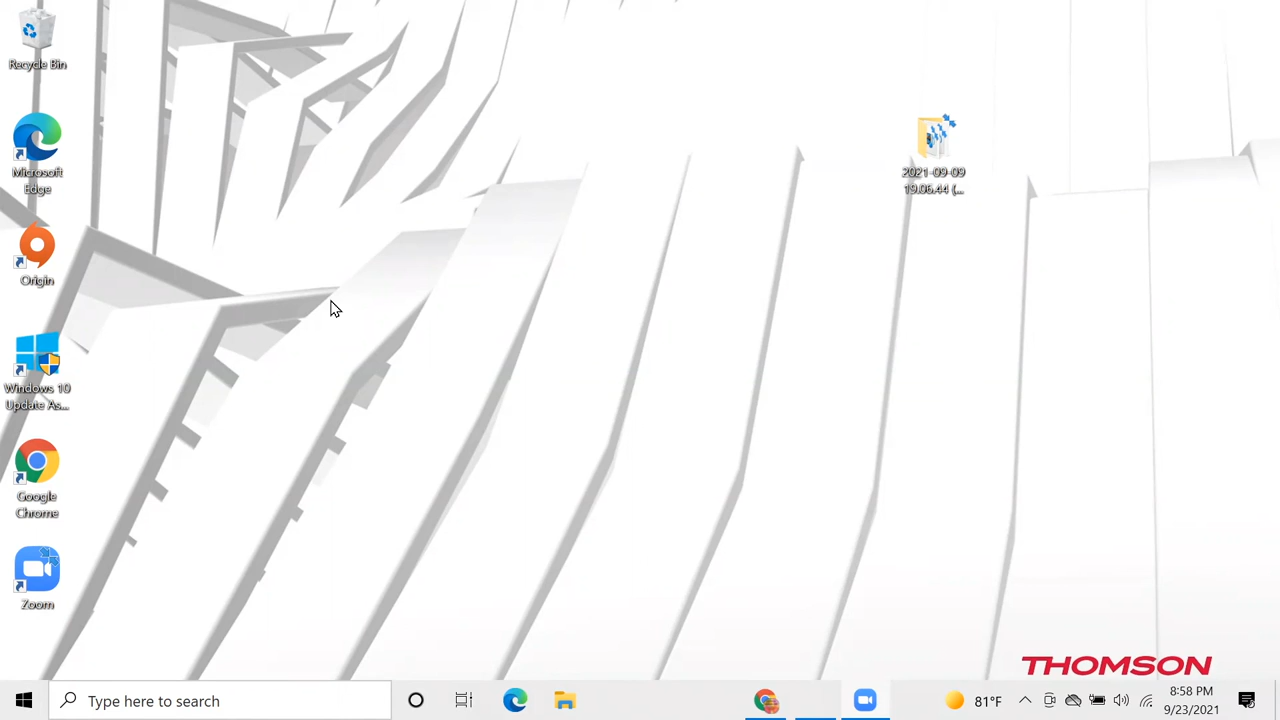 Recycle Bin
Microsoft
Edge
Origin
Windows 10
Update As...
Google
Chrome
Zoom
2021-09-09
19.06.44 (...
THOMSON
Type here to search
81°F
8:58 PM
9/23/2021